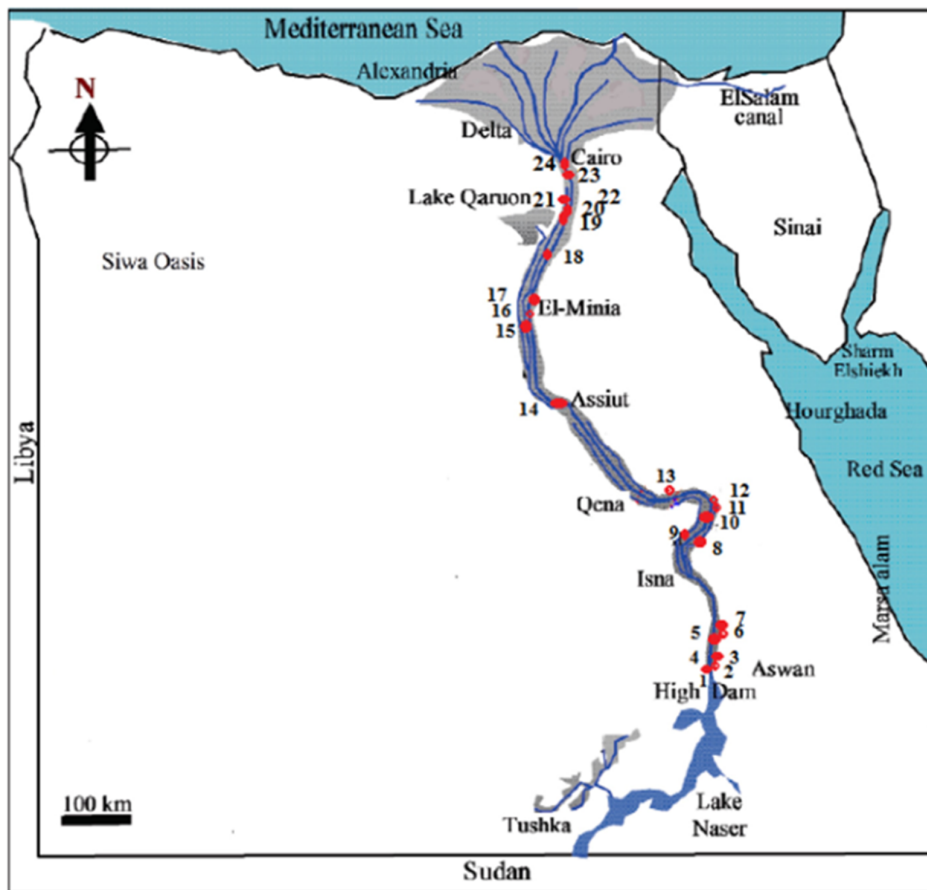 Mediterranean Sea
Alexandria
N
ElSalam
canal
Delta
24 Cairo
23
Lake Qaruon 21 22
20
19
Sinai
Siwa Oasis
18
17
16 El-Minia
15
Sharm
Elshiekh
14 Assiut
Hourghada
Libya
Red Sea
13
12
Qena
11
10
9
8
Isna
Marsa alam
7
5 6
4 3
Aswan
1 2
High Dam
100 km
Tushka
Lake
Naser
Sudan